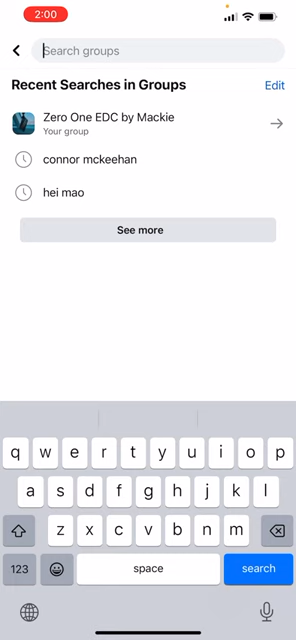 2:00
Search groups
Recent Searches in Groups
Edit
Zero One EDC by Mackie
Your group
connor mckeehan
hei mao
See more
q w e r t y u i o p
a s d f g h j k l
z x c v b n m
123 space search